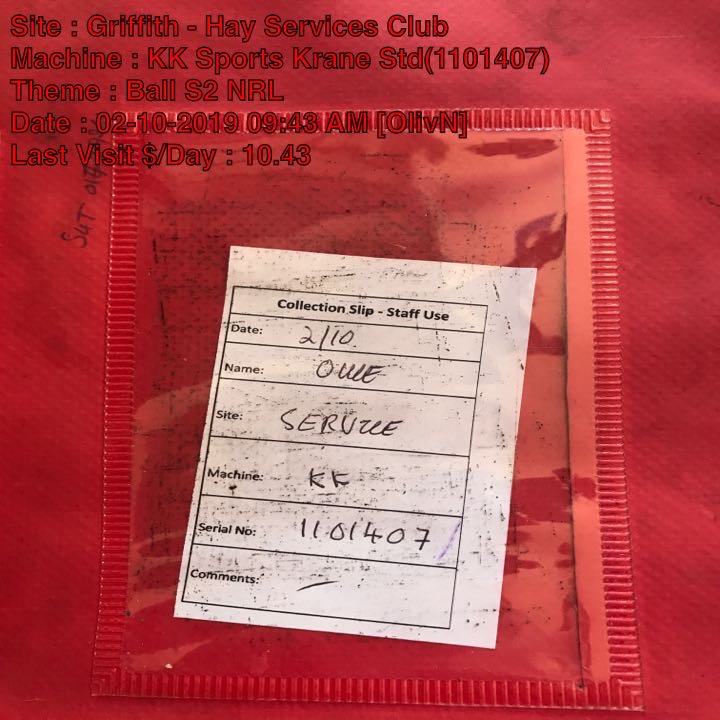 Site : Griffith - Hay Services Club
Machine : KK Sports Krane Std(1101407)
Theme : Ball S2 NRL
Date : 02-10-2019 09:43 AM [OlivN]
Last Visit $/Day : 10.43
Collection Slip - Staff Use
Date: 2/10
Name: OLLIE
Site: SERVICE
Machine: KK
Serial No: 1101407
Comments: —